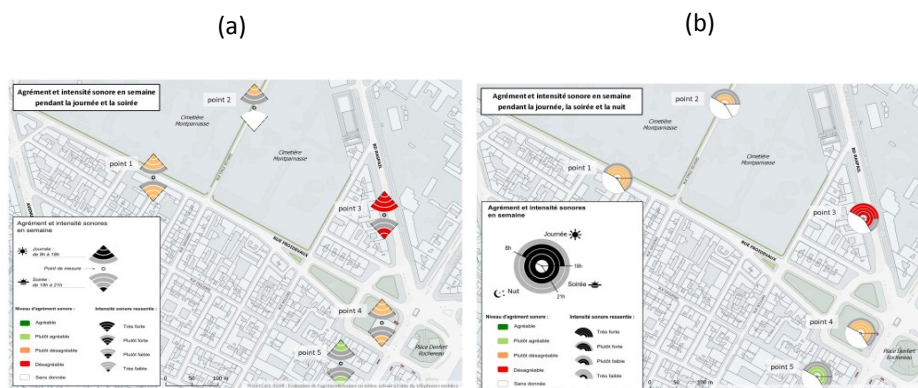 (a)
(b)
Agrément et intensité sonore en semaine
pendant la journée et la soirée
point 2
Cimetière
Montparnasse
Cimetière
Montparnasse
point 1
BD RASPAIL
point 3
RUE FROIDEVAUX
Agrément et intensité sonores
en semaine
Journée :
de 8h à 18h
Point de mesure
Soirée :
de 18h à 21h
Niveau d'agrément sonore :
Intensité sonore ressentie :
Agréable
Très forte
Plutôt agréable
Plutôt forte
Plutôt désagréable
Plutôt faible
Désagréable
Très faible
Sans donnée
point 4
point 5
Place Denfert
Rochereau
0
50
100 m
Agrément et intensité sonore en semaine
pendant la journée, la soirée et la nuit
point 2
Cimetière
Montparnasse
Cimetière
Montparnasse
point 1
BD RASPAIL
point 3
RUE FROIDEVAUX
Agrément et intensité sonores
en semaine
Journée
8h
18h
Soirée
Nuit
21h
Niveau d'agrément sonore :
Intensité sonore ressentie :
Agréable
Très forte
Plutôt agréable
Plutôt forte
Plutôt désagréable
Plutôt faible
Désagréable
Très faible
Sans donnée
point 4
point 5
Place Denfert
Rochereau
0
50
100 m